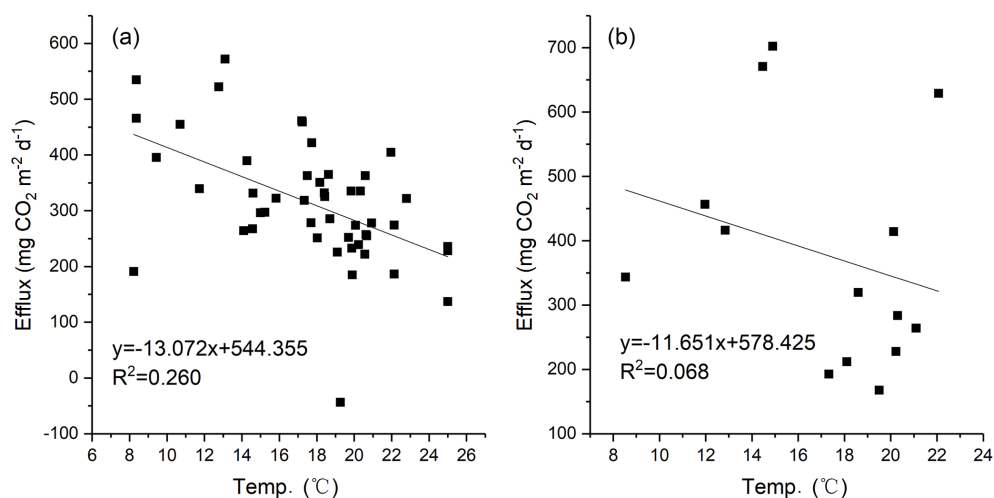 (a)
600
500
400
300
200
100
0
-100
Efflux (mg CO2 m-2 d-1)
y=-13.072x+544.355
R2=0.260
6 8 10 12 14 16 18 20 22 24 26
Temp. (℃)
(b)
700
600
500
400
300
200
100
Efflux (mg CO2 m-2 d-1)
y=-11.651x+578.425
R2=0.068
8 10 12 14 16 18 20 22 24
Temp. (℃)